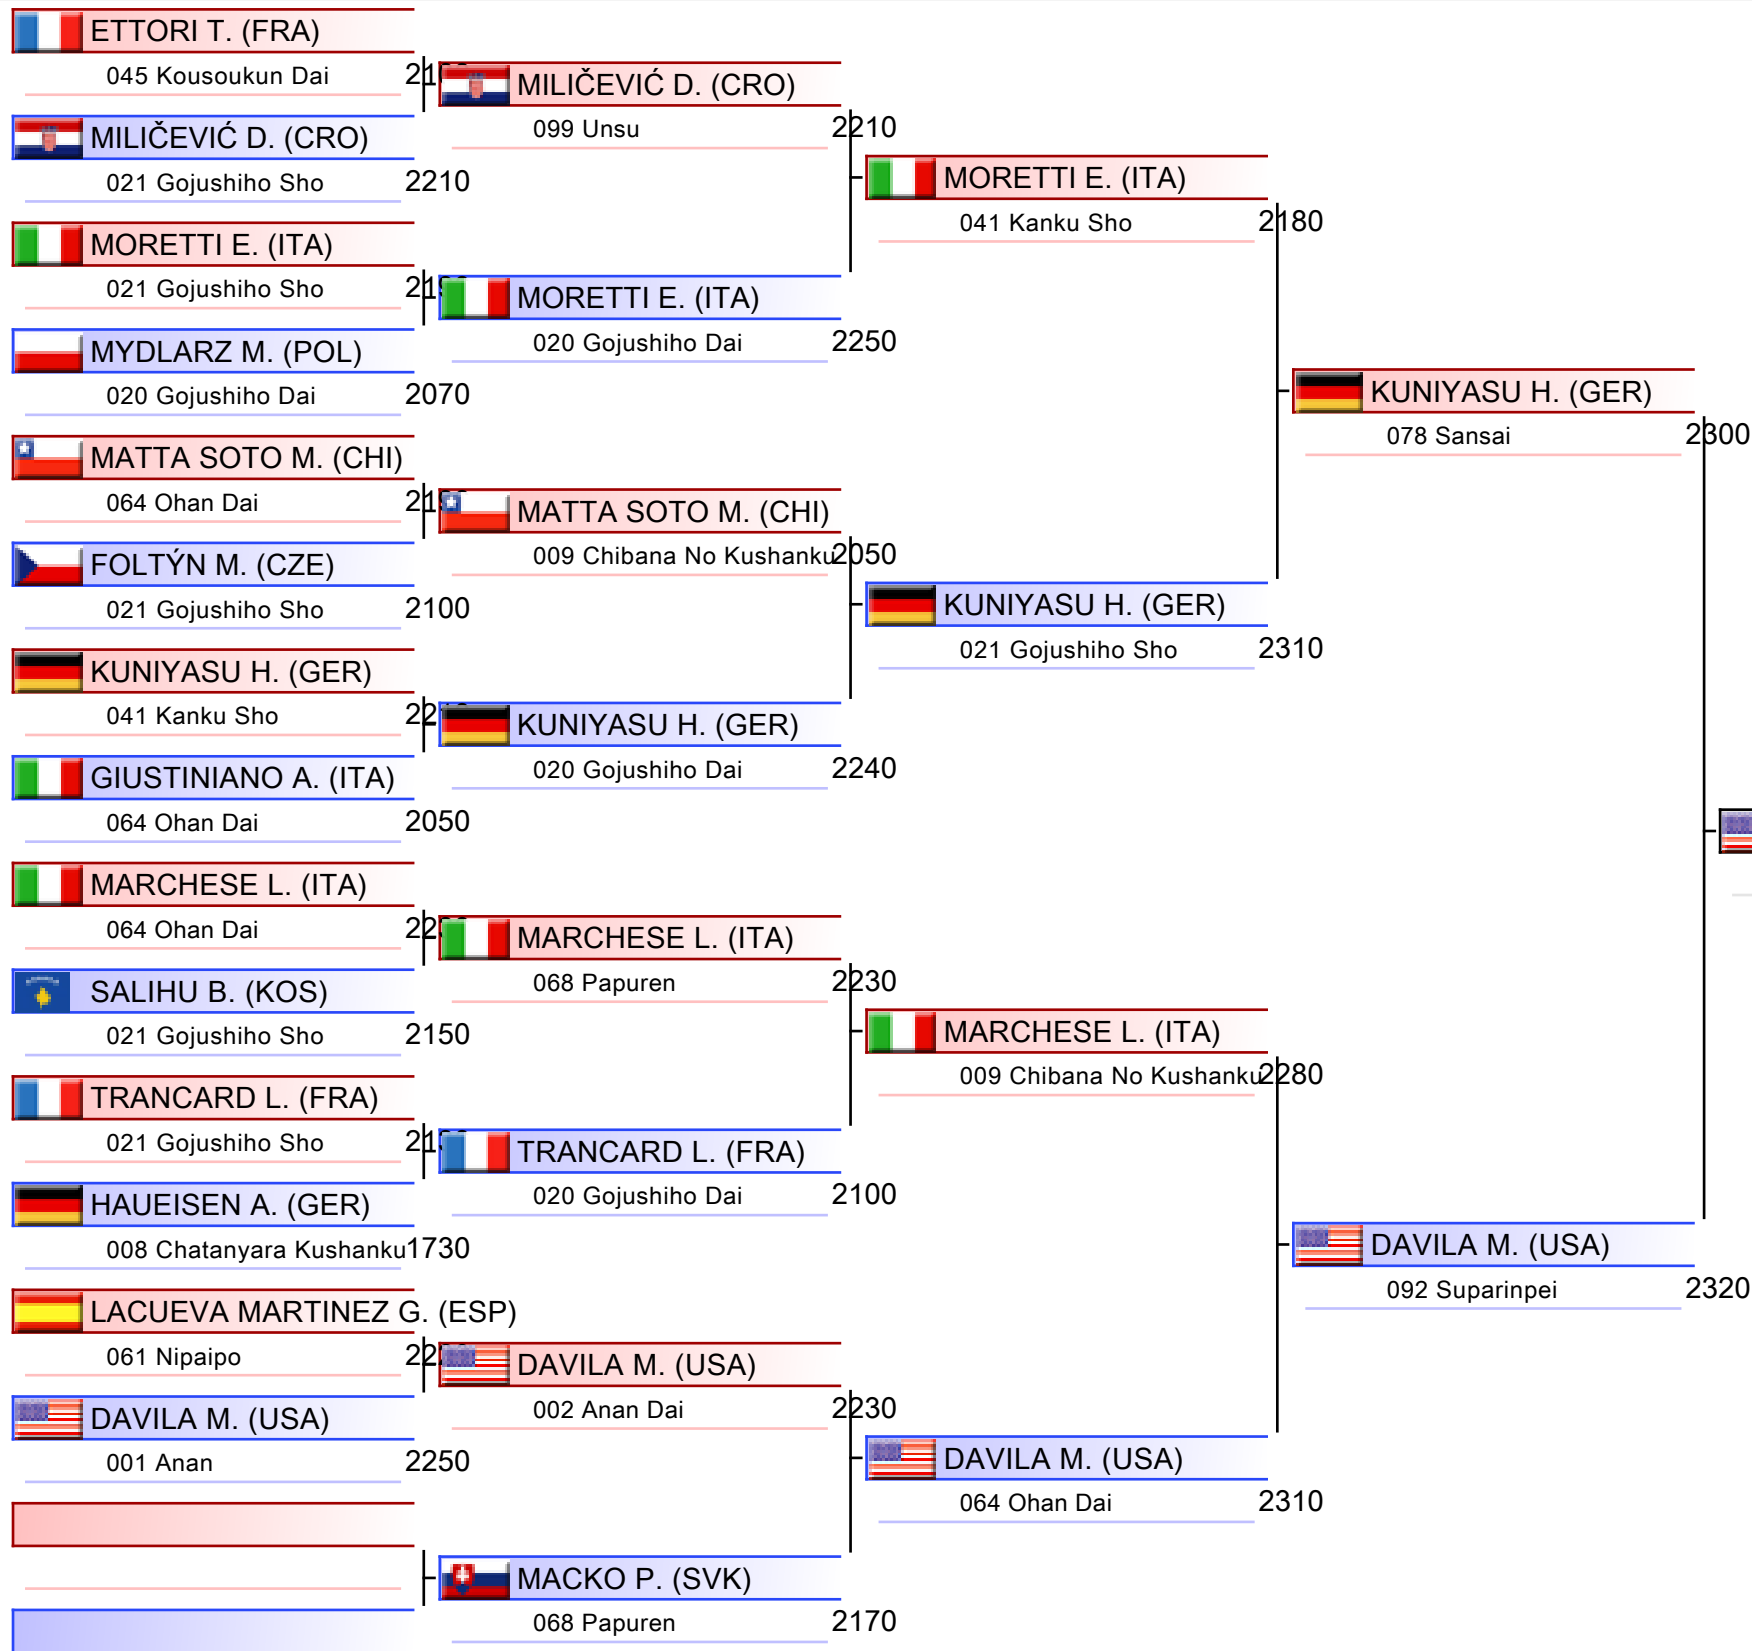 ETTORI T. (FRA)
045 Kousoukun Dai
MILIČEVIĆ D. (CRO)
021 Gojushiho Sho 2210
MORETTI E. (ITA)
021 Gojushiho Sho
MYDLARZ M. (POL)
020 Gojushiho Dai 2070
MATTA SOTO M. (CHI)
064 Ohan Dai
FOLTÝN M. (CZE)
021 Gojushiho Sho 2100
KUNIYASU H. (GER)
041 Kanku Sho
GIUSTINIANO A. (ITA)
064 Ohan Dai 2050
MARCHESE L. (ITA)
064 Ohan Dai
SALIHU B. (KOS)
021 Gojushiho Sho 2150
TRANCARD L. (FRA)
021 Gojushiho Sho
HAUEISEN A. (GER)
008 Chatanyara Kushanku 1730
LACUEVA MARTINEZ G. (ESP)
061 Nipaipo
DAVILA M. (USA)
001 Anan 2250
MILIČEVIĆ D. (CRO)
099 Unsu 2210
MORETTI E. (ITA)
020 Gojushiho Dai 2250
MATTA SOTO M. (CHI)
009 Chibana No Kushanku 2050
KUNIYASU H. (GER)
020 Gojushiho Dai 2240
MARCHESE L. (ITA)
068 Papuren 2230
TRANCARD L. (FRA)
020 Gojushiho Dai 2100
DAVILA M. (USA)
002 Anan Dai 2230
MACKO P. (SVK)
068 Papuren 2170
MORETTI E. (ITA)
041 Kanku Sho 2180
KUNIYASU H. (GER)
021 Gojushiho Sho 2310
MARCHESE L. (ITA)
009 Chibana No Kushanku 2280
DAVILA M. (USA)
064 Ohan Dai 2310
KUNIYASU H. (GER)
078 Sansai 2300
DAVILA M. (USA)
092 Suparinpei 2320